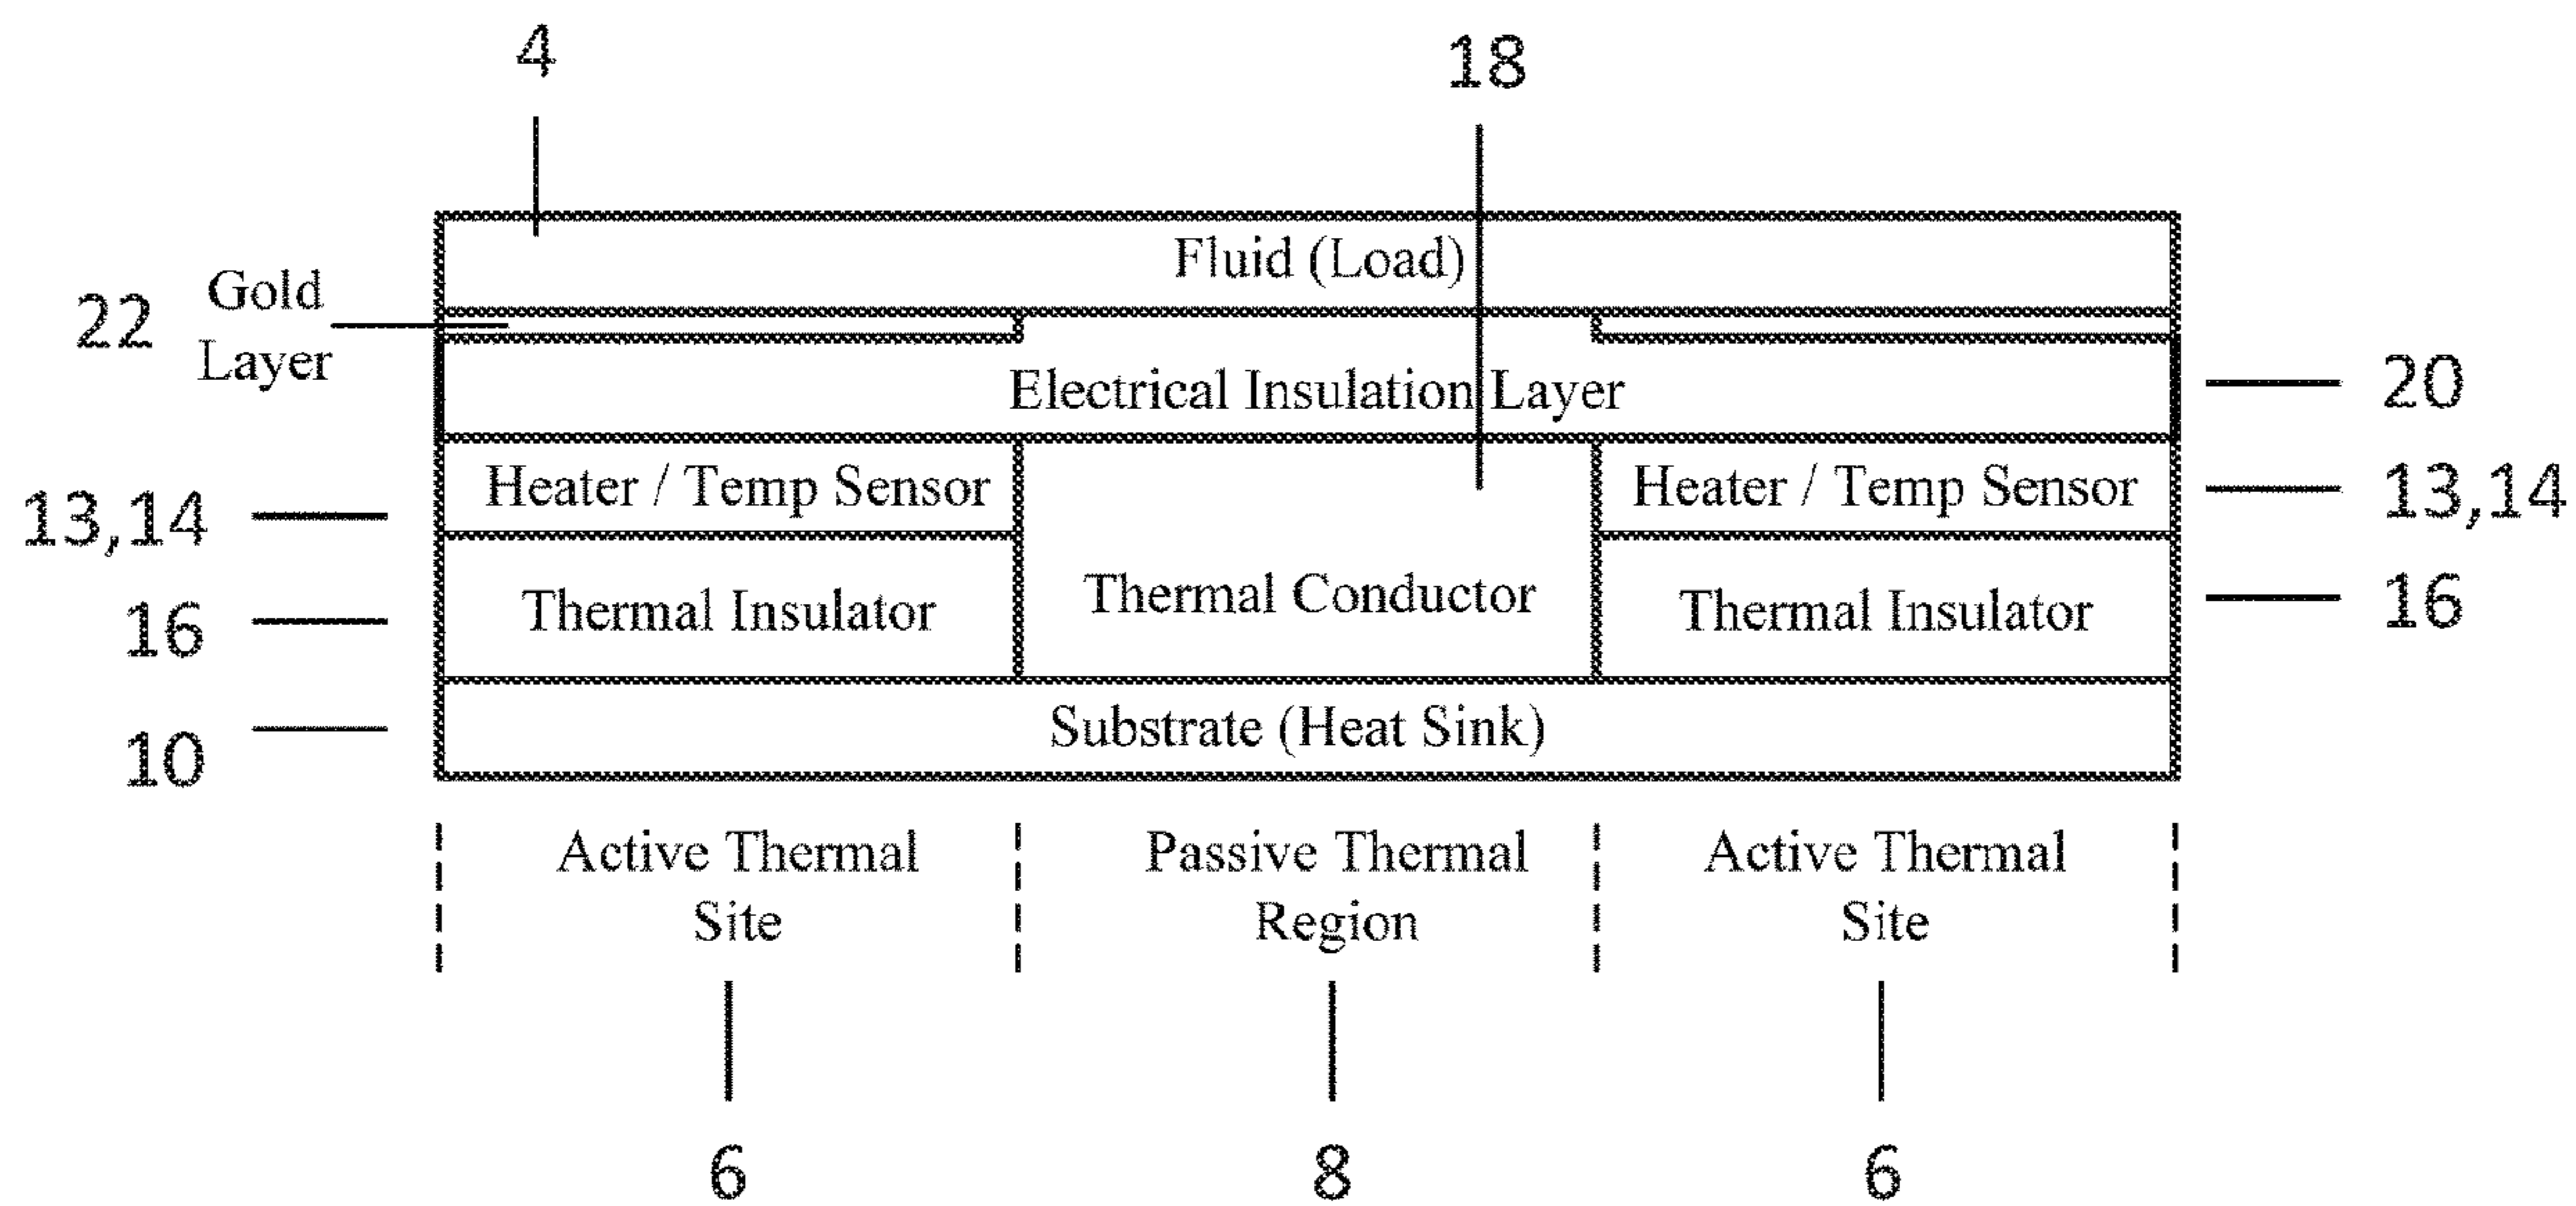 4
18
Fluid (Load)
22
Gold
Layer
Electrical Insulation Layer
20
13,14
Heater / Temp Sensor
Heater / Temp Sensor
13,14
16
Thermal Insulator
Thermal Conductor
Thermal Insulator
16
10
Substrate (Heat Sink)
Active Thermal
Site
Passive Thermal
Region
Active Thermal
Site
6
8
6